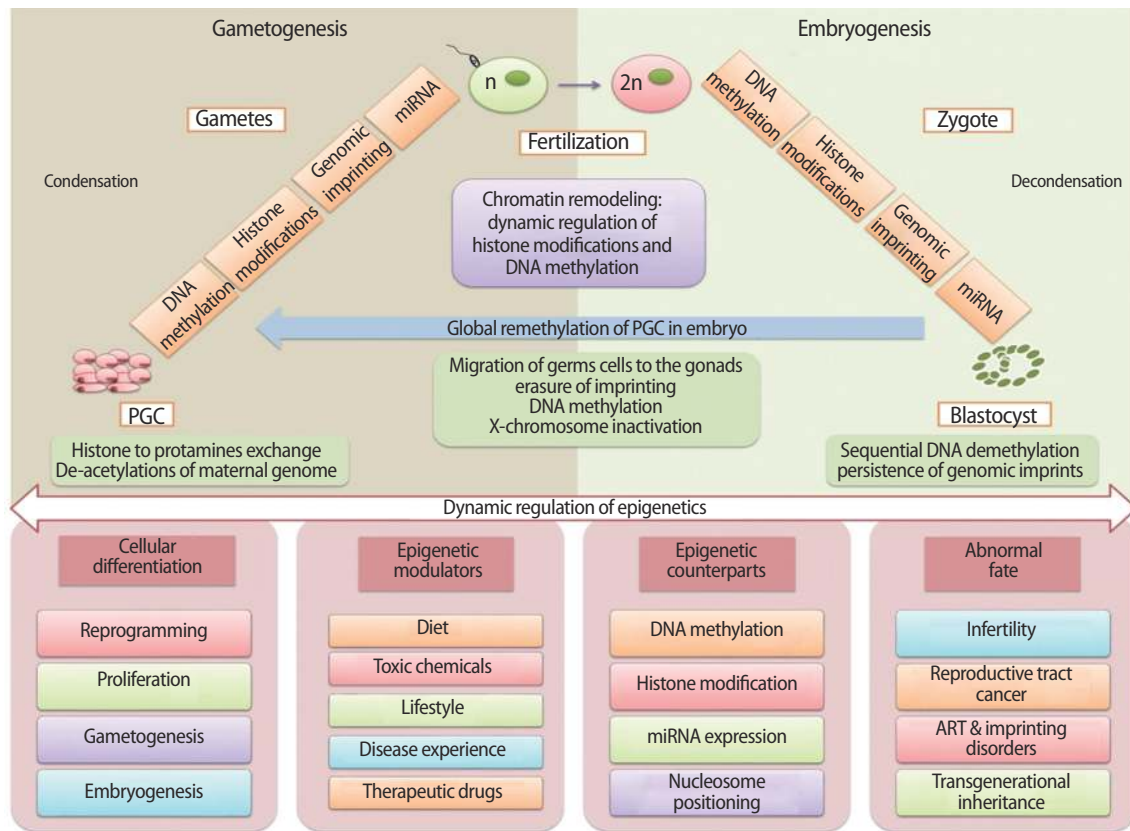 Gametogenesis
Embryogenesis
Gametes
Condensation
DNA
methylation
Histone
modifications
Genomic
imprinting
miRNA
n
2n
Fertilization
DNA
methylation
Histone
modifications
Genomic
imprinting
miRNA
Zygote
Decondensation
Chromatin remodeling:
dynamic regulation of
histone modifications and
DNA methylation
Global remethylation of PGC in embryo
Migration of germs cells to the gonads
erasure of imprinting
DNA methylation
X-chromosome inactivation
PGC
Histone to protamines exchange
De-acetylations of maternal genome
Blastocyst
Sequential DNA demethylation
persistence of genomic imprints
Dynamic regulation of epigenetics
Cellular
differentiation
Reprogramming
Proliferation
Gametogenesis
Embryogenesis
Epigenetic
modulators
Diet
Toxic chemicals
Lifestyle
Disease experience
Therapeutic drugs
Epigenetic
counterparts
DNA methylation
Histone modification
miRNA expression
Nucleosome
positioning
Abnormal
fate
Infertility
Reproductive tract
cancer
ART & imprinting
disorders
Transgenerational
inheritance